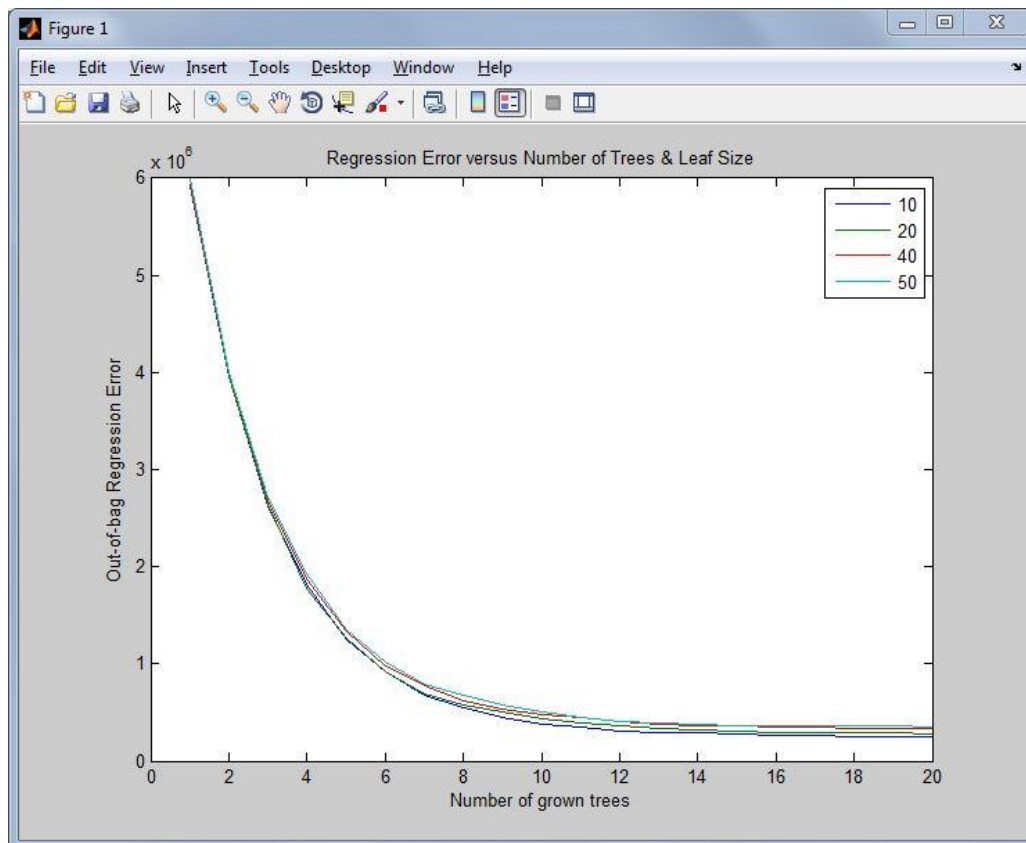 Figure 1
File Edit View Insert Tools Desktop Window Help
x 10^6
Regression Error versus Number of Trees & Leaf Size
6
5
4
3
2
1
0
Out-of-bag Regression Error
10
20
40
50
0 2 4 6 8 10 12 14 16 18 20
Number of grown trees